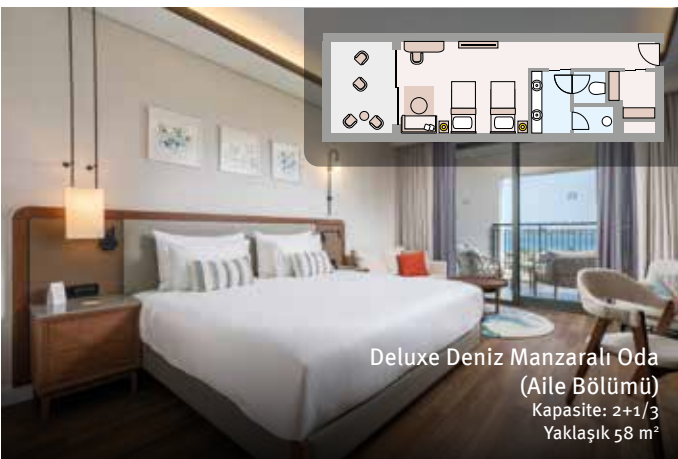 Deluxe Deniz Manzaralı Oda
(Aile Bölümü)
Kapasite: 2+1/3
Yaklaşık 58 m²